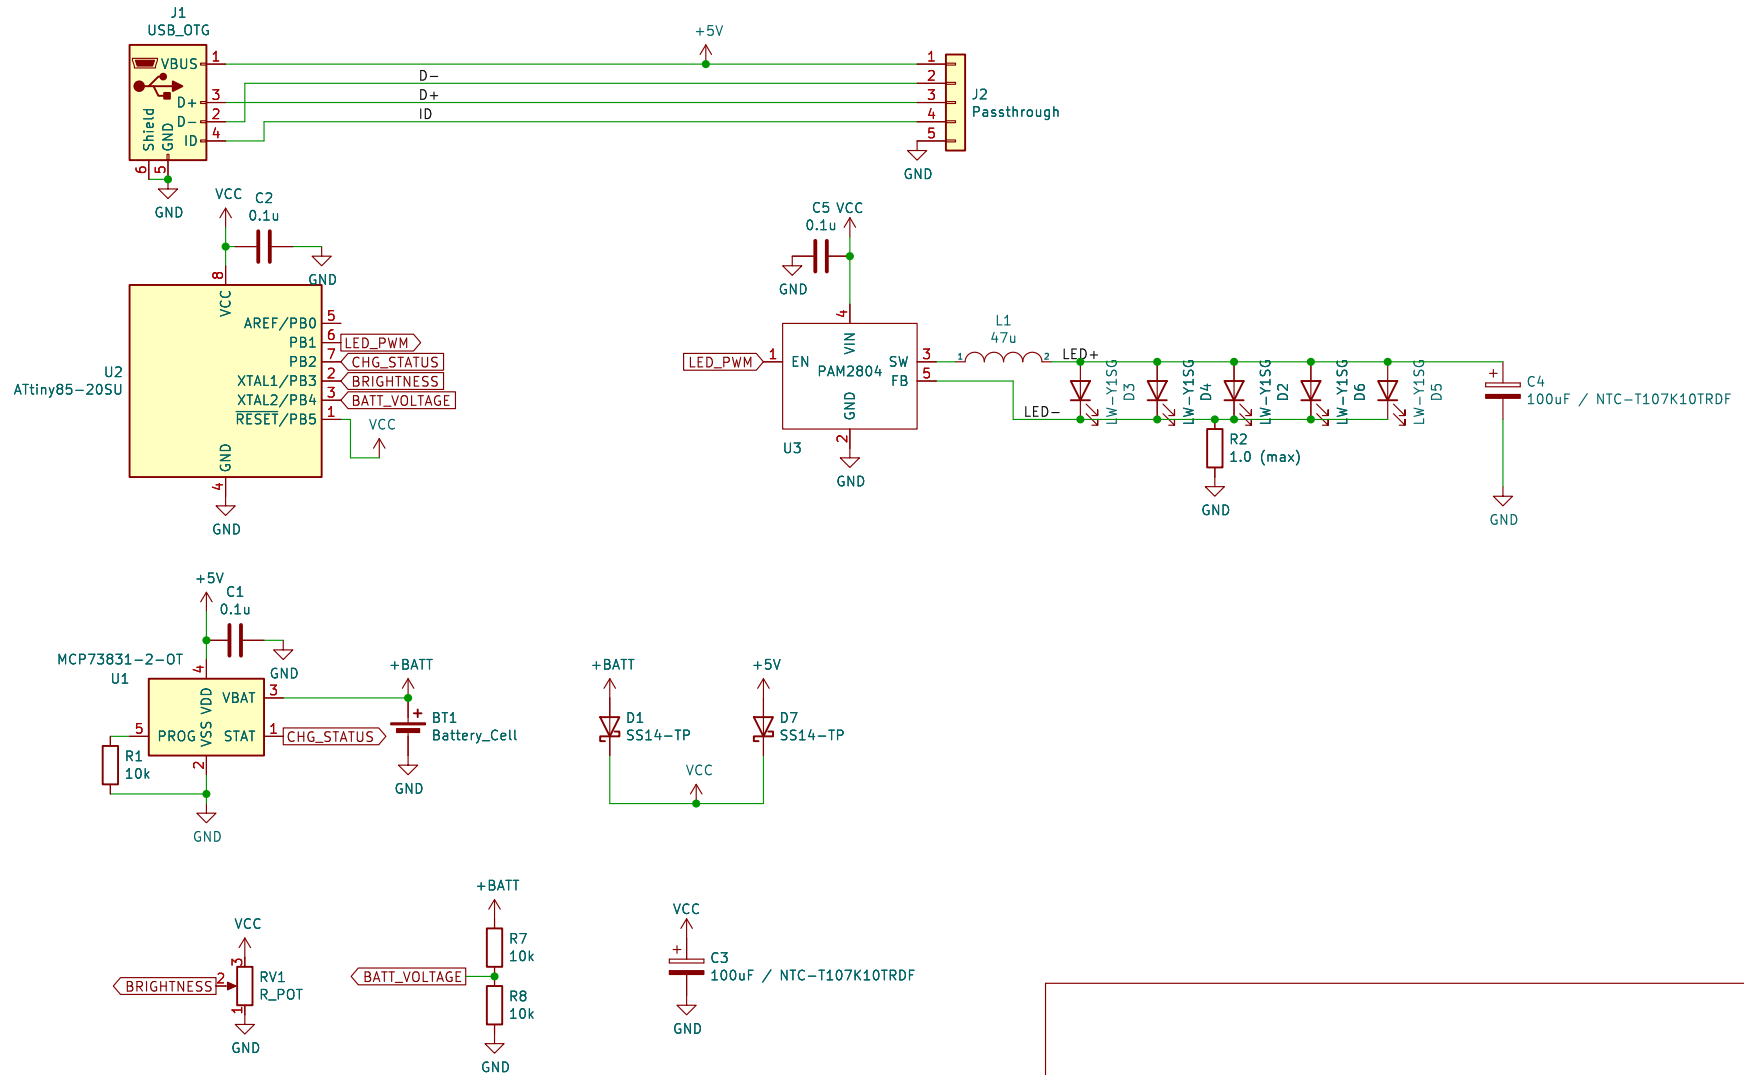 J1
USB_OTG
VBUS 1
D+ 3
D- 2
ID 4
Shield
GND
6
5
GND
+5V
D-
D+
ID
1
2
3
4
5
J2
Passthrough
GND
VCC
C2
0.1u
GND
8
VCC
AREF/PB0 5
PB1 6 LED_PWM
PB2 7 CHG_STATUS
XTAL1/PB3 2 BRIGHTNESS
XTAL2/PB4 3 BATT_VOLTAGE
RESET/PB5 1
VCC
U2
ATtiny85-20SU
GND
4
GND
C5 VCC
0.1u
GND
4
LED_PWM 1 EN
VIN
PAM2804
SW 3
FB 5
GND
2
U3
GND
L1
47u
1 2
LED+
LED-
LW-Y1SG
D3
LW-Y1SG
D4
LW-Y1SG
D2
LW-Y1SG
D6
LW-Y1SG
D5
R2
1.0 (max)
GND
+
C4
100uF / NTC-T107K10TRDF
GND
+5V
C1
0.1u
GND
MCP73831-2-OT
U1
4
VDD
VBAT 3
5 PROG
VSS
STAT 1 CHG_STATUS
2
R1
10k
GND
+BATT
+
BT1
Battery_Cell
GND
+BATT
D1
SS14-TP
+5V
D7
SS14-TP
VCC
VCC
3
BRIGHTNESS 2
RV1
R_POT
1
GND
+BATT
R7
10k
BATT_VOLTAGE
R8
10k
GND
VCC
+
C3
100uF / NTC-T107K10TRDF
GND